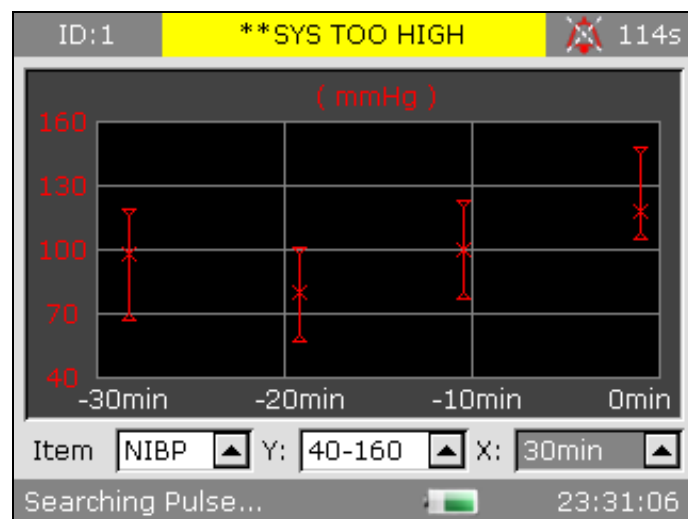 ID:1 **SYS TOO HIGH 114s
( mmHg )
160
130
100
70
40
-30min -20min -10min 0min
Item NIBP Y: 40-160 X: 30min
Searching Pulse... 23:31:06